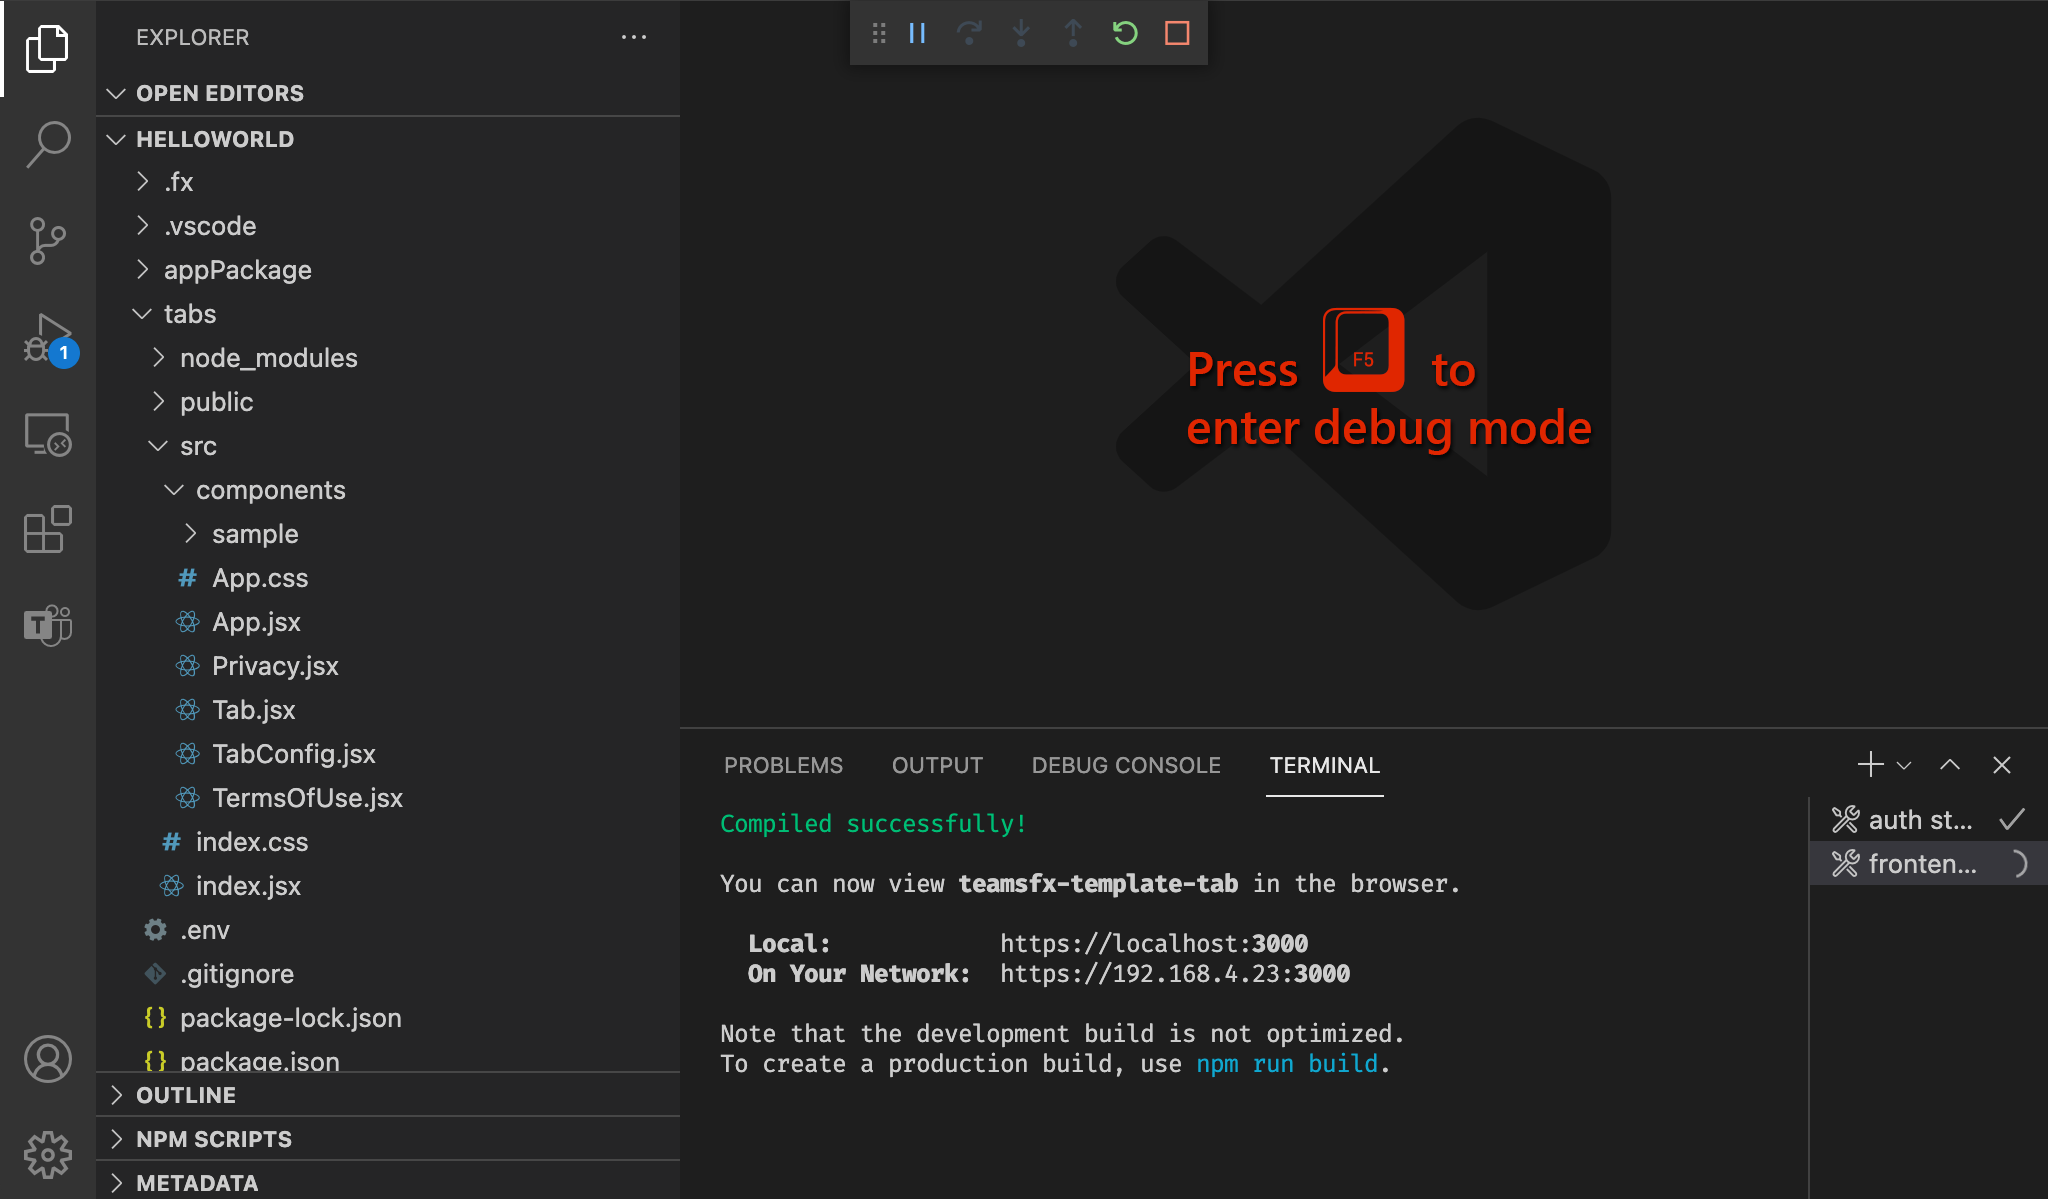 EXPLORER
OPEN EDITORS
HELLOWORLD
.fx
.vscode
appPackage
tabs
node_modules
public
src
components
sample
# App.css
App.jsx
Privacy.jsx
Tab.jsx
TabConfig.jsx
TermsOfUse.jsx
# index.css
index.jsx
.env
.gitignore
{} package-lock.json
{} package.json
OUTLINE
NPM SCRIPTS
METADATA
1
T
Press F5 to
enter debug mode
PROBLEMS OUTPUT DEBUG CONSOLE TERMINAL
Compiled successfully!
You can now view teamsfx-template-tab in the browser.
Local: https://localhost:3000
On Your Network: https://192.168.4.23:3000
Note that the development build is not optimized.
To create a production build, use npm run build.
auth st...
fronten...